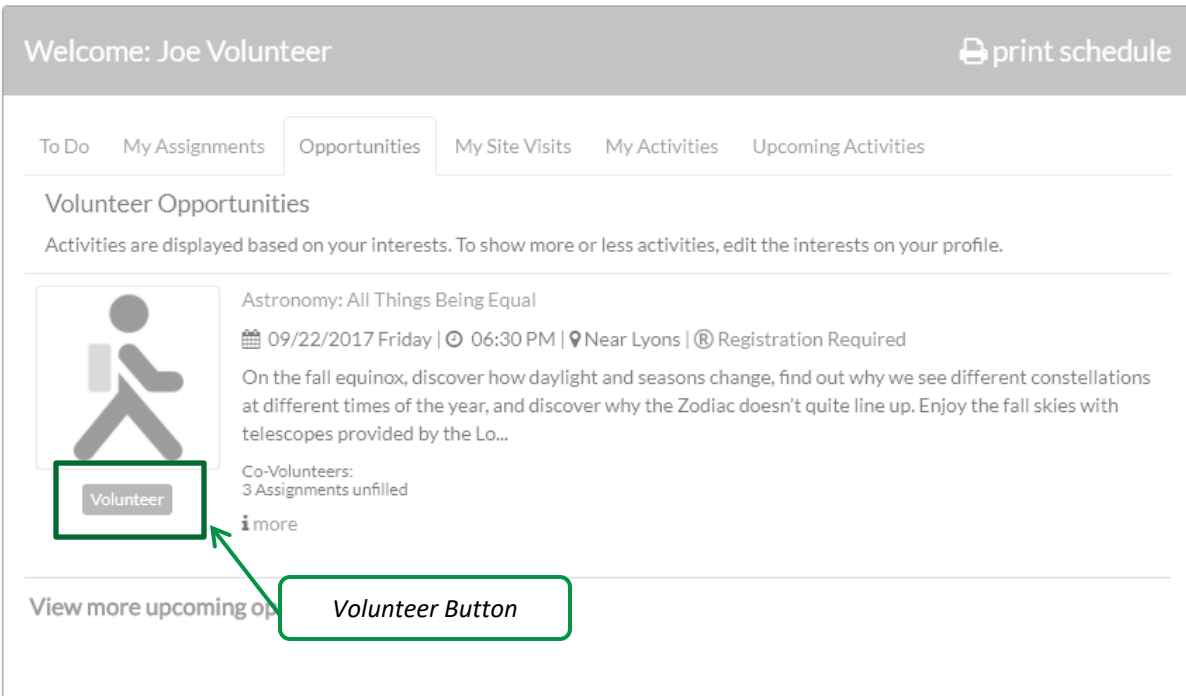 Welcome: Joe Volunteer
print schedule
To Do My Assignments Opportunities My Site Visits My Activities Upcoming Activities
Volunteer Opportunities
Activities are displayed based on your interests. To show more or less activities, edit the interests on your profile.
Astronomy: All Things Being Equal
09/22/2017 Friday | 06:30 PM | Near Lyons | ® Registration Required
On the fall equinox, discover how daylight and seasons change, find out why we see different constellations
at different times of the year, and discover why the Zodiac doesn't quite line up. Enjoy the fall skies with
telescopes provided by the Lo...
Co-Volunteers:
3 Assignments unfilled
Volunteer
more
View more upcoming
Volunteer Button